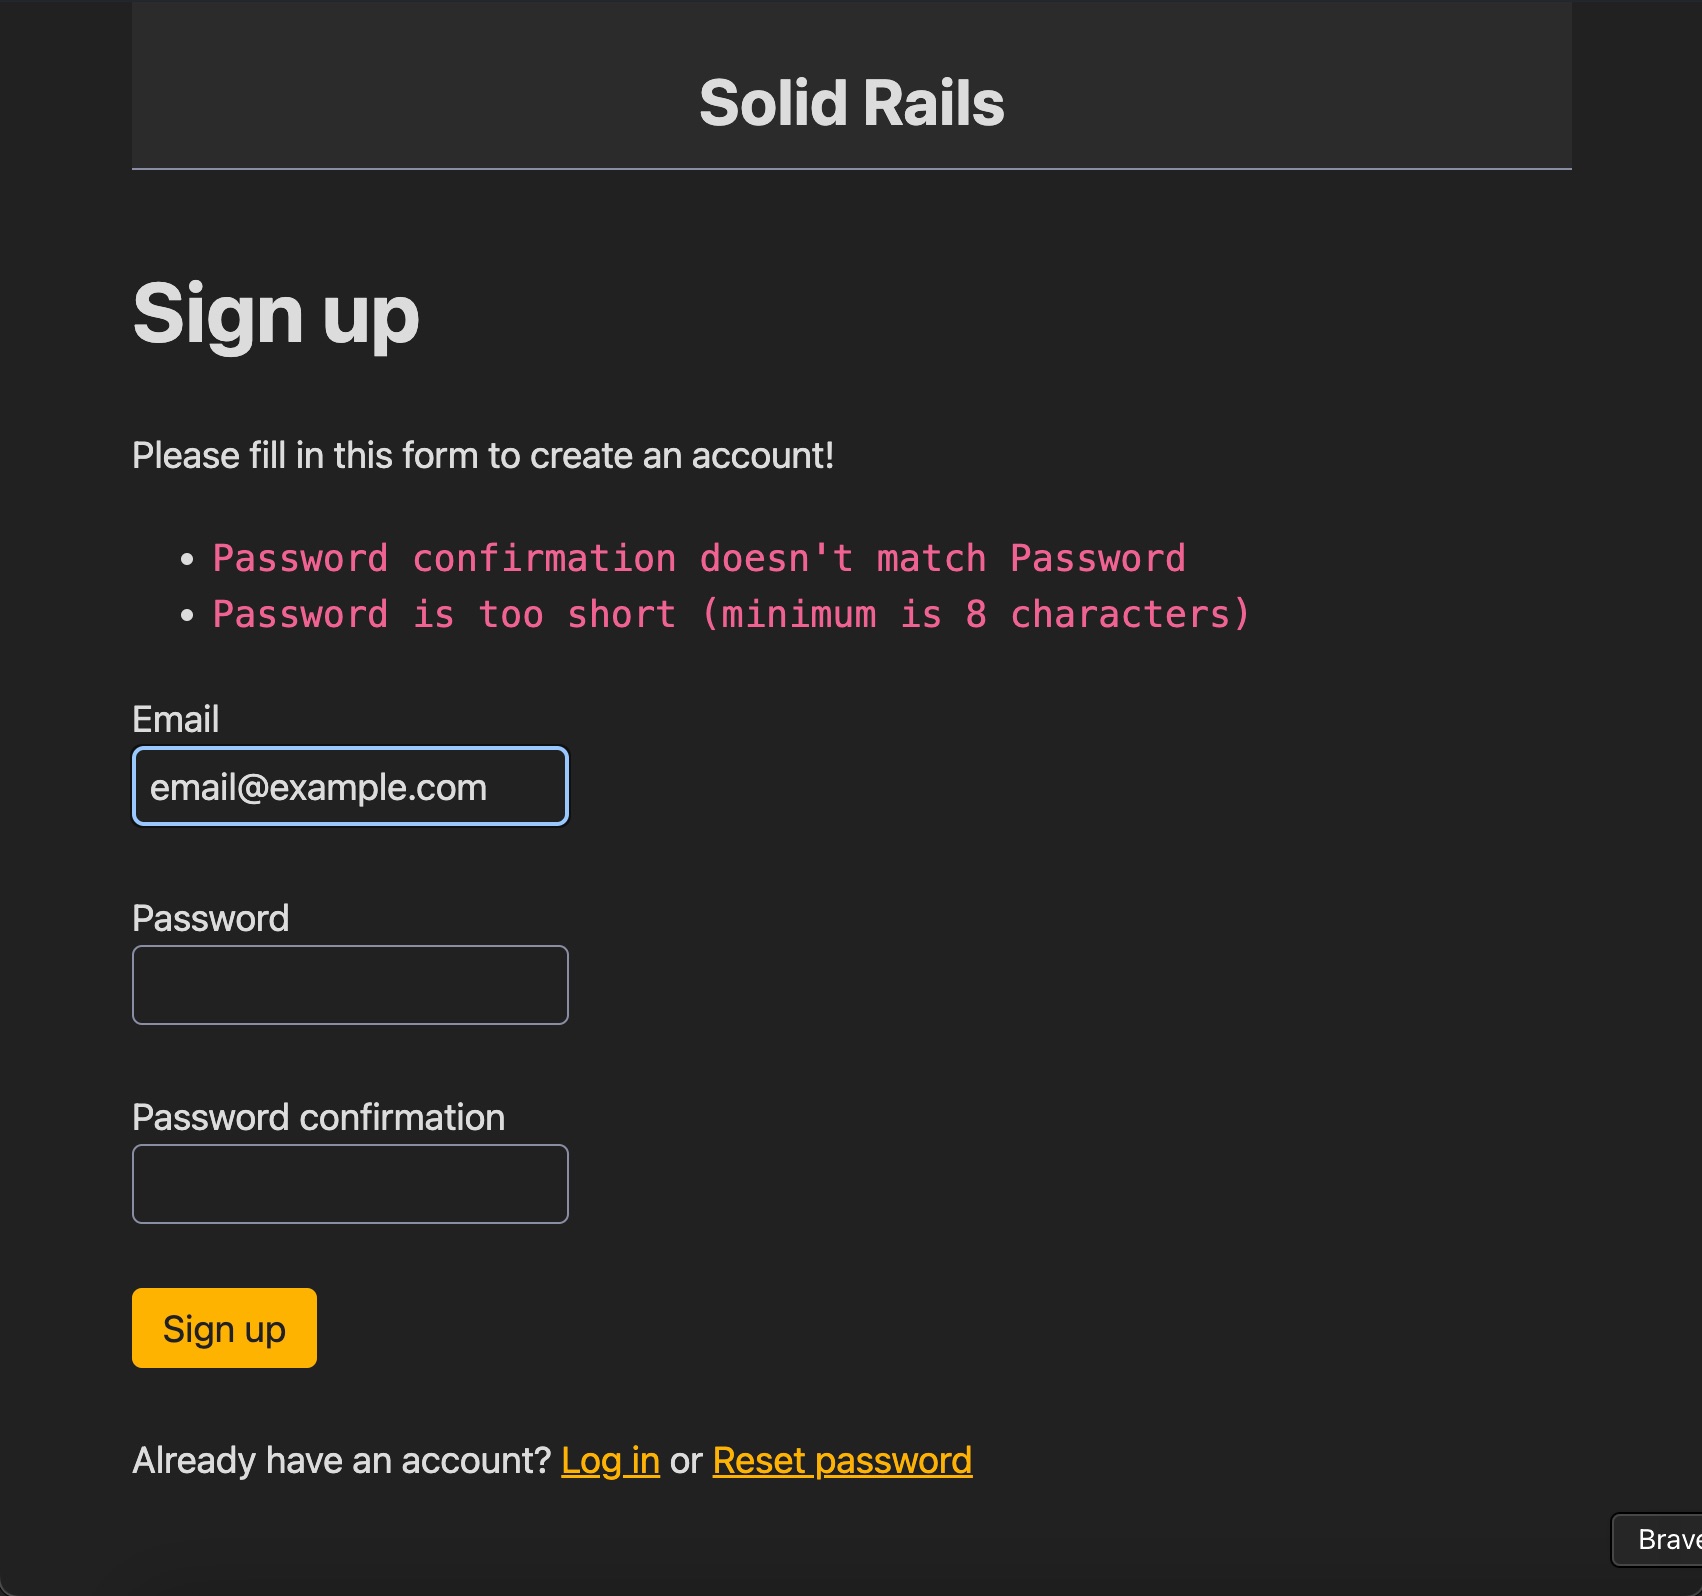 Solid Rails
Sign up
Please fill in this form to create an account!
• Password confirmation doesn't match Password
• Password is too short (minimum is 8 characters)
Email
email@example.com
Password
Password confirmation
Sign up
Already have an account? Log in or Reset password
Brave